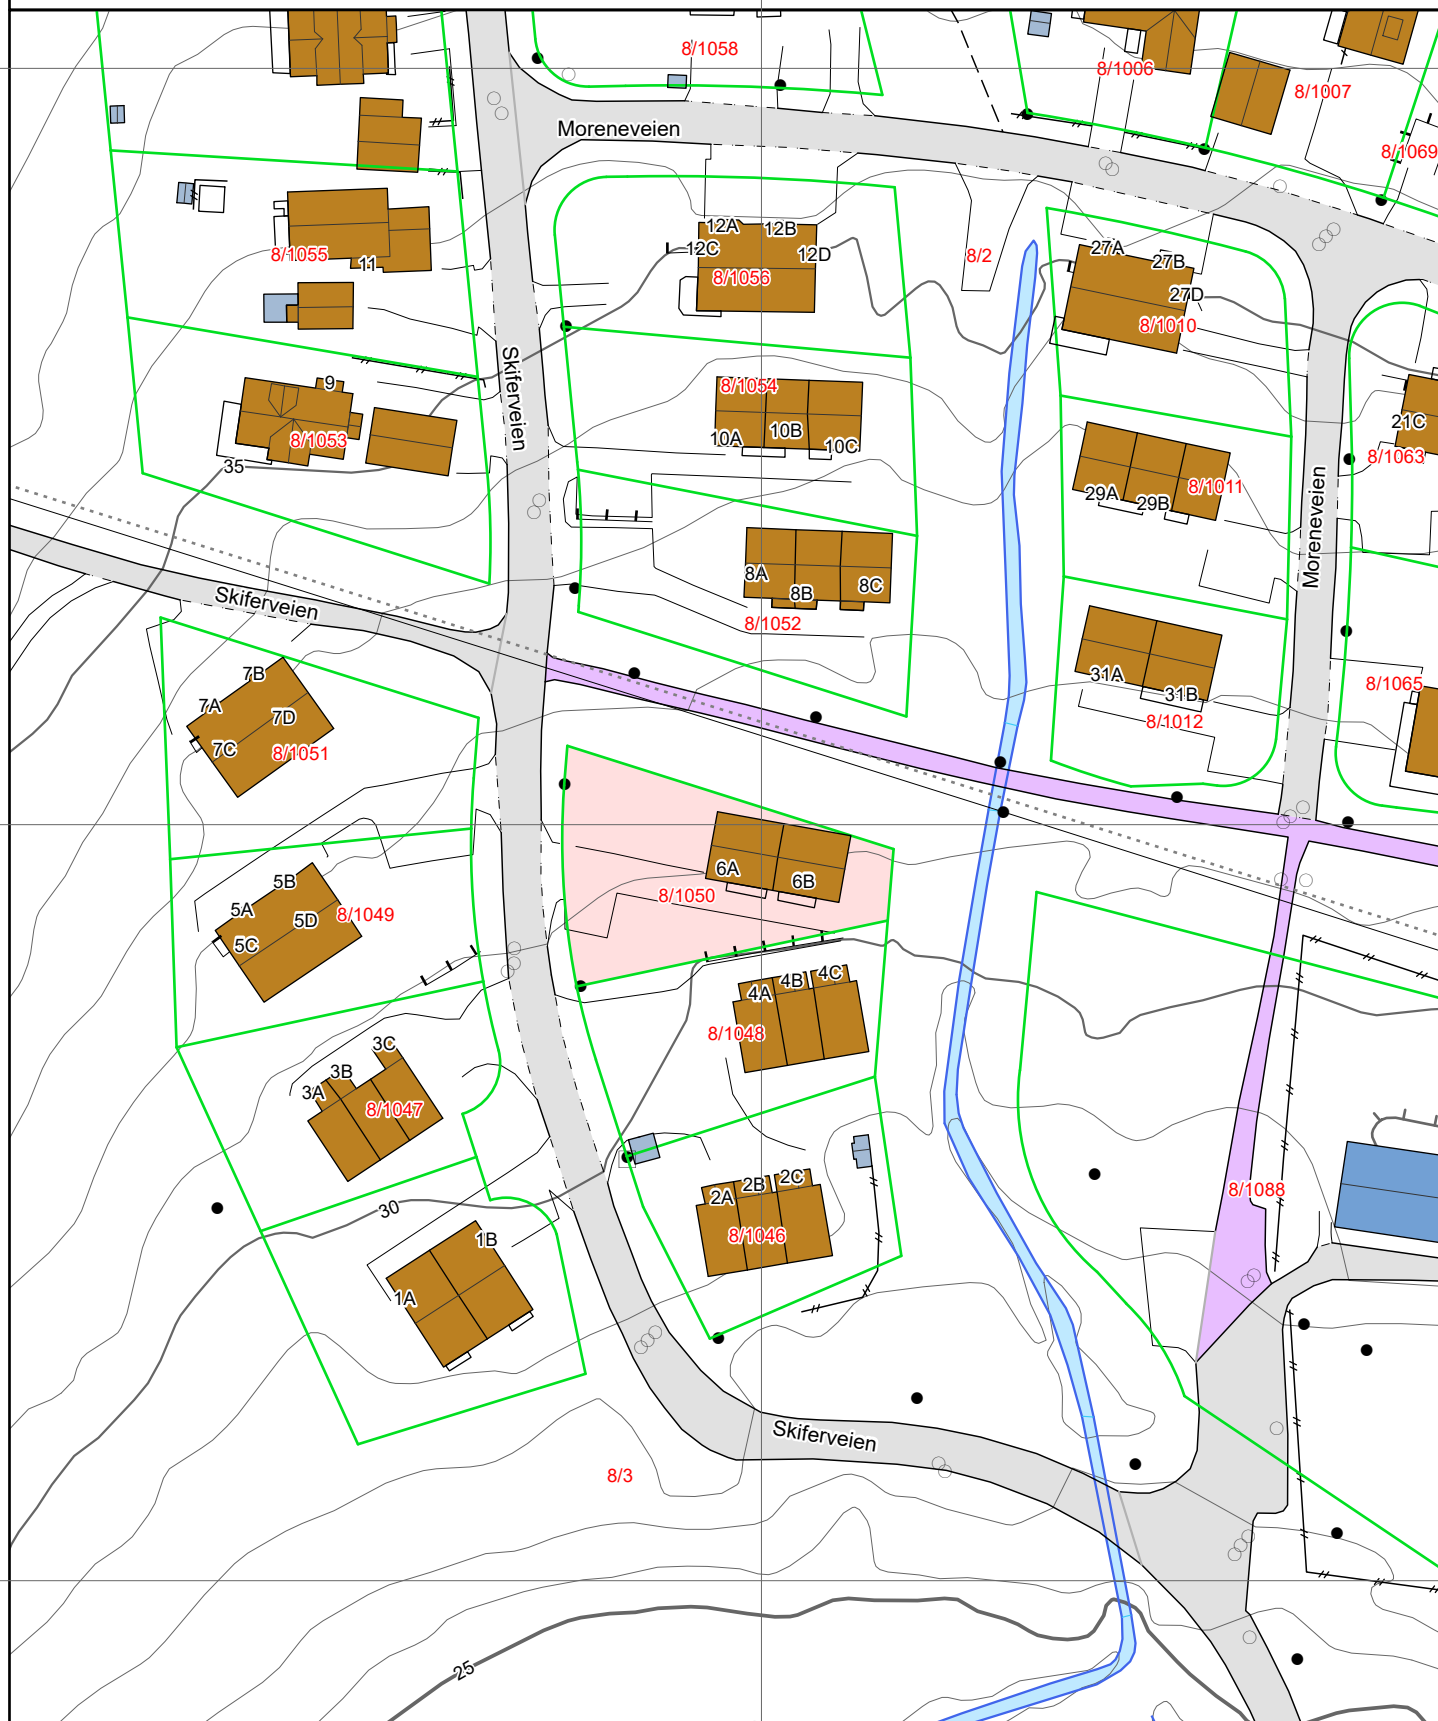 8/1058
8/1006
8/1007
Moreneveien
8/1069
12A
12B
12C
12D
8/1055
11
8/1056
8/2
27A
27B
27D
8/1010
Skiferveien
9
8/1053
35
8/1054
10A
10B
10C
21C
8/1063
29A
29B
8/1011
Moreneveien
8A
8B
8C
8/1052
Skiferveien
7B
7A
7D
7C
8/1051
31A
31B
8/1012
8/1065
6A
6B
8/1050
5B
5A
5D
5C
8/1049
4A
4B
4C
8/1048
3C
3B
3A
8/1047
2A
2B
2C
8/1046
8/1088
30
1B
1A
Skiferveien
8/3
25